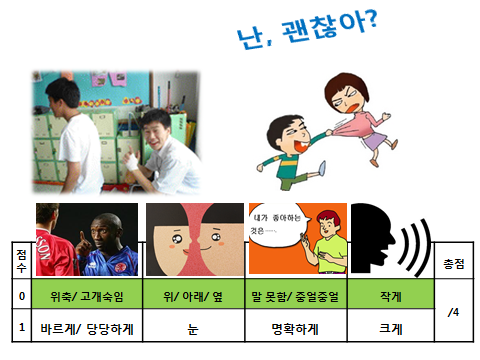 난, 괜찮아?
SON
내가 좋아하는
것은……
점수
총점
0 위축/ 고개숙임 위/ 아래/ 옆 말 못함/ 중얼중얼 작게
/4
1 바르게/ 당당하게 눈 명확하게 크게